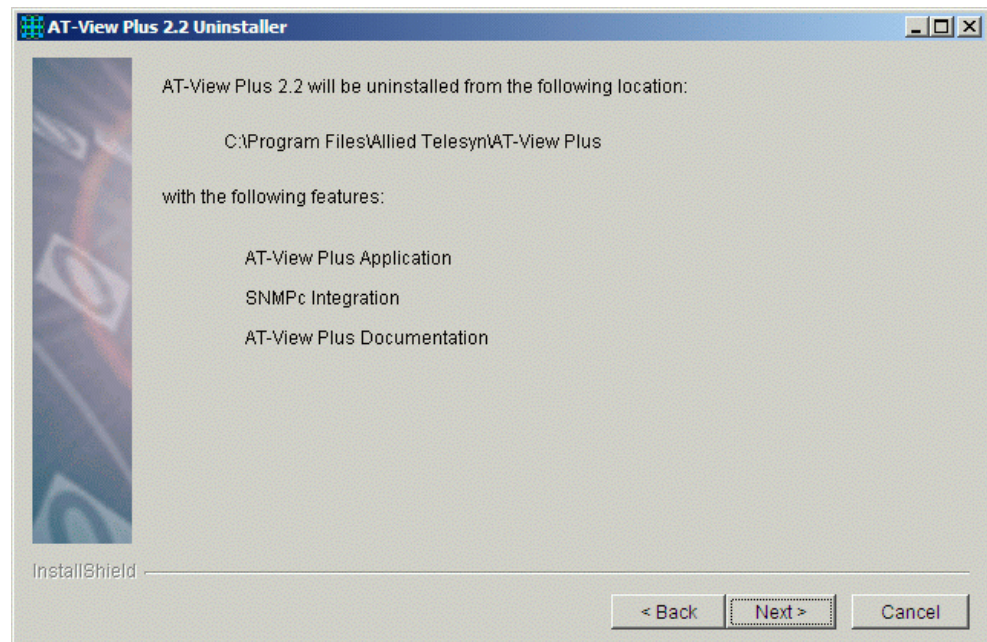 AT-View Plus 2.2 Uninstaller
AT-View Plus 2.2 will be uninstalled from the following location:
C:\Program Files\Allied Telesyn\AT-View Plus
with the following features:
AT-View Plus Application
SNMPc Integration
AT-View Plus Documentation
InstallShield
< Back Next > Cancel